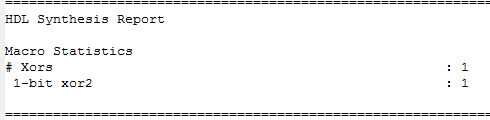 =========================================================================
HDL Synthesis Report

Macro Statistics
# Xors                                                 : 1
 1-bit xor2                                            : 1

=========================================================================